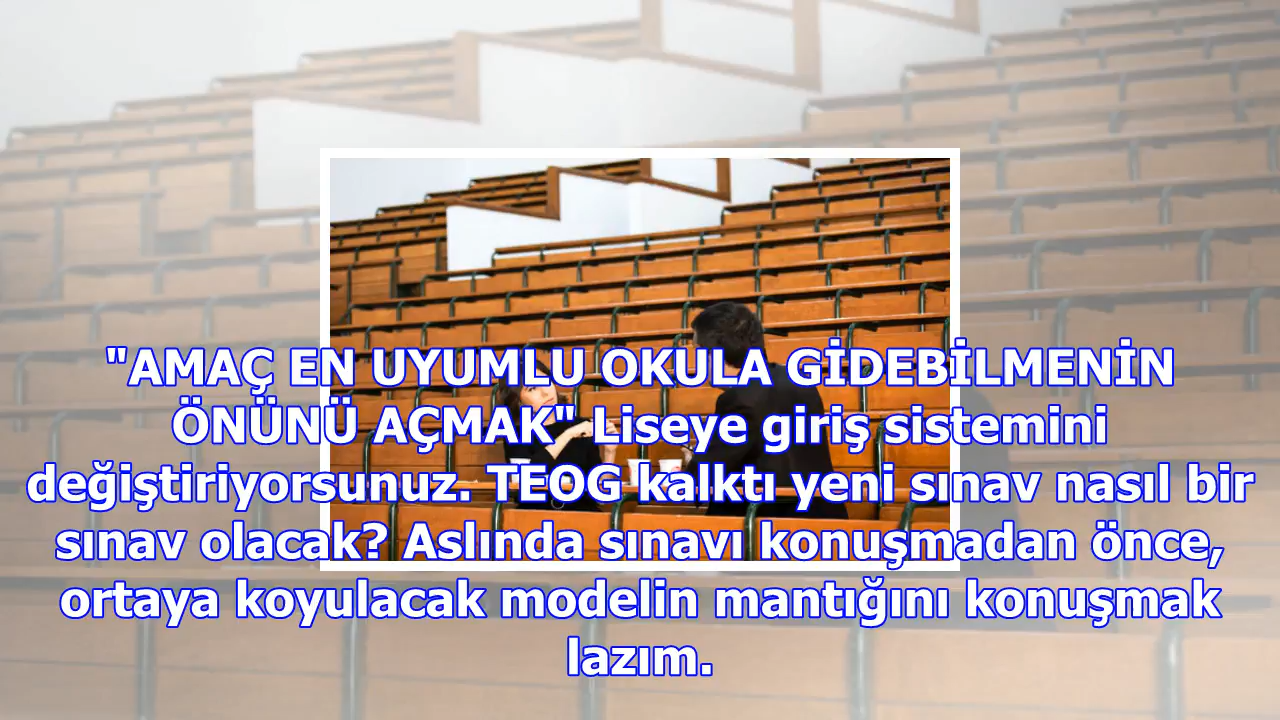 "AMAÇ EN UYUMLU OKULA GİDEBİLMENİN
ÖNÜNÜ AÇMAK" Liseye giriş sistemini
değiştiriyorsunuz. TEOG kalktı yeni sınav nasıl bir
sınav olacak? Aslında sınavı konuşmadan önce,
ortaya koyulacak modelin mantığını konuşmak
lazım.